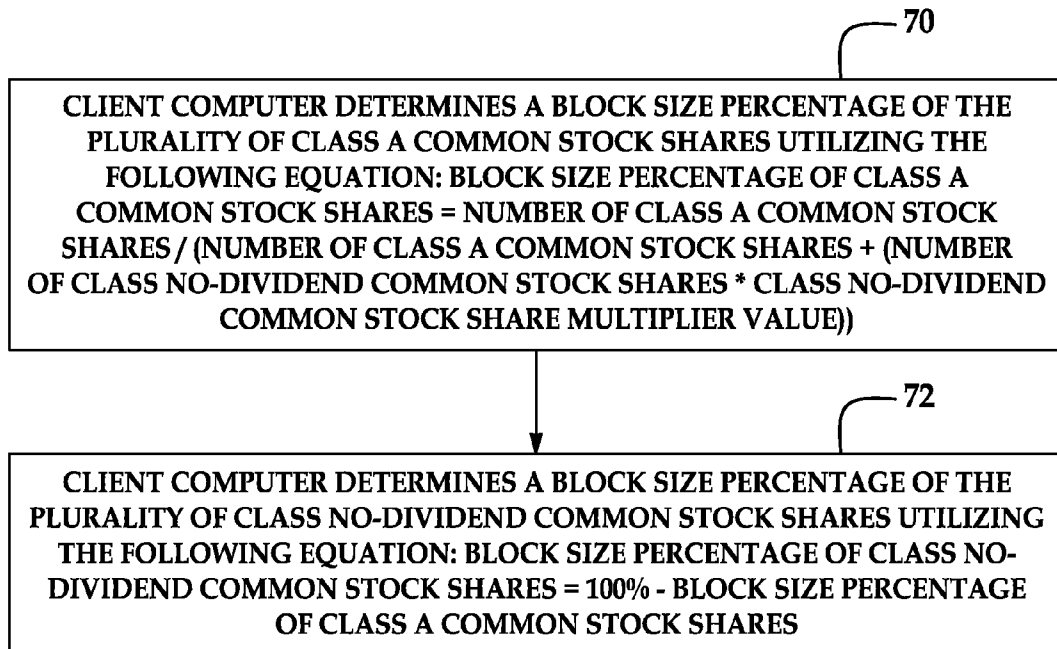 70
CLIENT COMPUTER DETERMINES A BLOCK SIZE PERCENTAGE OF THE
PLURALITY OF CLASS A COMMON STOCK SHARES UTILIZING THE
FOLLOWING EQUATION: BLOCK SIZE PERCENTAGE OF CLASS A
COMMON STOCK SHARES = NUMBER OF CLASS A COMMON STOCK
SHARES / (NUMBER OF CLASS A COMMON STOCK SHARES + (NUMBER
OF CLASS NO-DIVIDEND COMMON STOCK SHARES * CLASS NO-DIVIDEND
COMMON STOCK SHARE MULTIPLIER VALUE))
72
CLIENT COMPUTER DETERMINES A BLOCK SIZE PERCENTAGE OF THE
PLURALITY OF CLASS NO-DIVIDEND COMMON STOCK SHARES UTILIZING
THE FOLLOWING EQUATION: BLOCK SIZE PERCENTAGE OF CLASS NO-
DIVIDEND COMMON STOCK SHARES = 100% - BLOCK SIZE PERCENTAGE
OF CLASS A COMMON STOCK SHARES